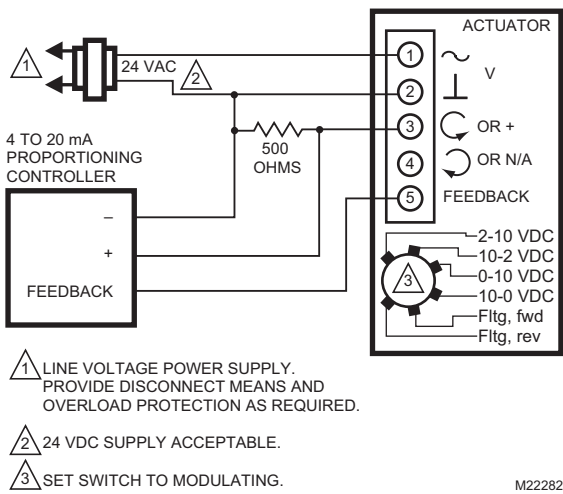 ACTUATOR
1
24 VAC
2
1
V
2
3
OR +
4 TO 20 mA
PROPORTIONING
CONTROLLER
500
OHMS
4
OR N/A
5
FEEDBACK
–
+
FEEDBACK
2-10 VDC
10-2 VDC
0-10 VDC
10-0 VDC
Fltg, fwd
Fltg, rev
3
1 LINE VOLTAGE POWER SUPPLY.
PROVIDE DISCONNECT MEANS AND
OVERLOAD PROTECTION AS REQUIRED.
2 24 VDC SUPPLY ACCEPTABLE.
3 SET SWITCH TO MODULATING.
M22282